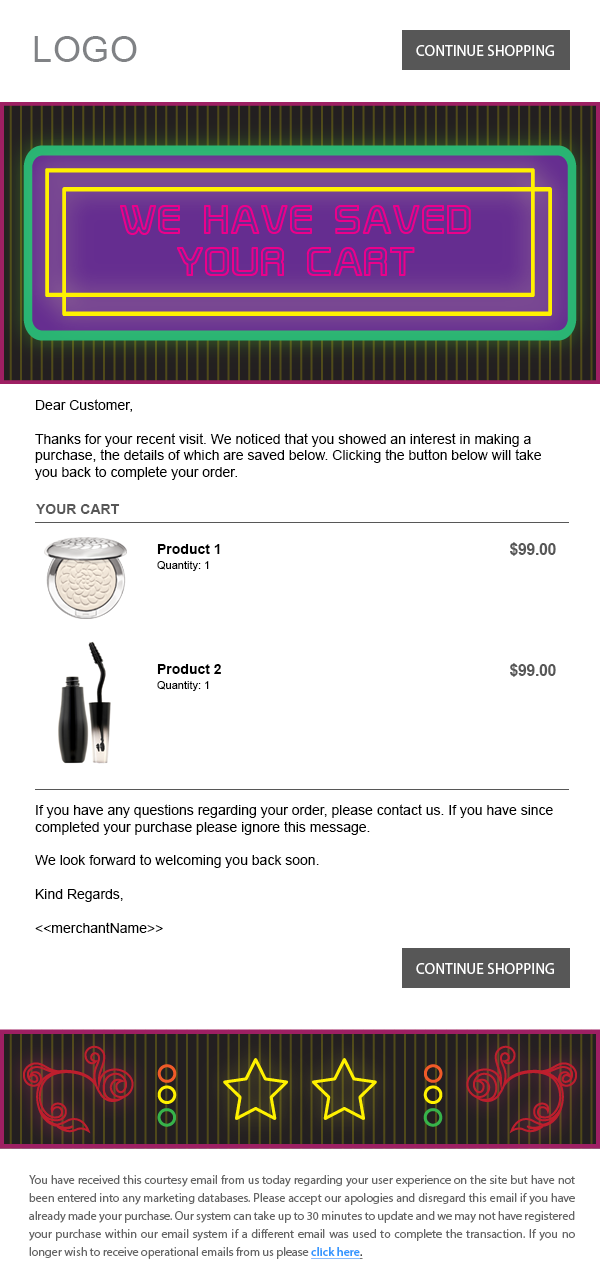 LOGO
CONTINUE SHOPPING
WE HAVE SAVED
YOUR CART
Dear Customer,
Thanks for your recent visit. We noticed that you showed an interest in making a
purchase, the details of which are saved below. Clicking the button below will take
you back to complete your order.
YOUR CART
Product 1
$99.00
Quantity: 1
Product 2
$99.00
Quantity: 1
If you have any questions regarding your order, please contact us. If you have since
completed your purchase please ignore this message.
We look forward to welcoming you back soon.
Kind Regards,
<<merchantName>>
CONTINUE SHOPPING
You have received this courtesy email from us today regarding your user experience on the site but have not
been entered into any marketing databases. Please accept our apologies and disregard this email if you have
already made your purchase. Our system can take up to 30 minutes to update and we may not have registered
your purchase within our email system if a different email was used to complete the transaction. If you no
longer wish to receive operational emails from us please click here.